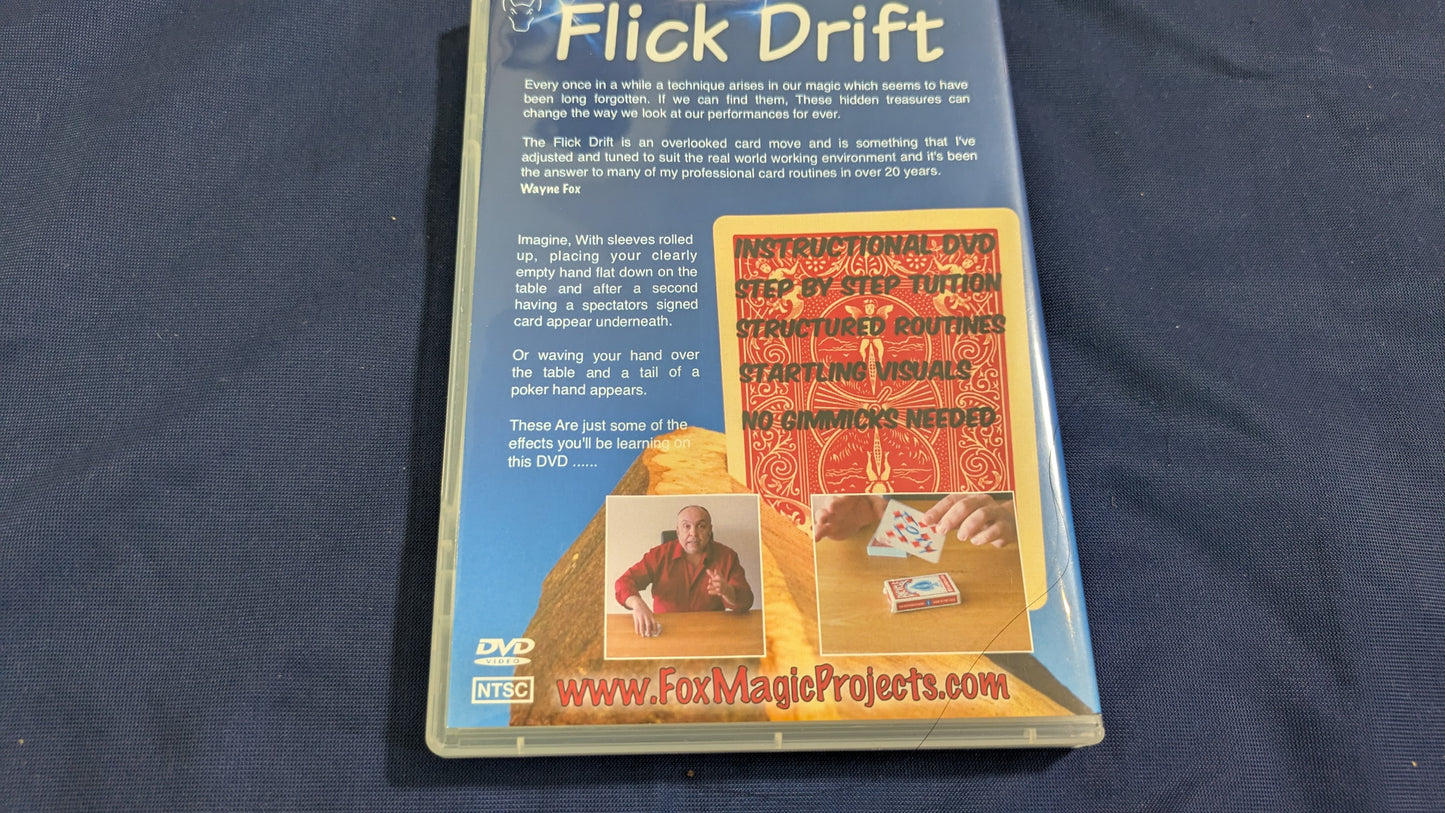 Flick Drift
Every once in a while a technique arises in our magic which seems to have
been long forgotten. If we can find them, These hidden treasures can
change the way we look at our performances for ever.
The Flick Drift is an overlooked card move and is something that I've
adjusted and tuned to suit the real world working environment and it's been
the answer to many of my professional card routines in over 20 years.
Wayne Fox
Imagine, With sleeves rolled
up, placing your clearly
empty hand flat down on the
table and after a second
having a spectators signed
card appear underneath.
Or waving your hand over
the table and a tail of a
poker hand appears.
These Are just some of the
effects you'll be learning on
this DVD ......
INSTRUCTIONAL DVD
STEP BY STEP TUITION
STRUCTURED ROUTINES
STARTLING VISUALS
NO GIMMICKS NEEDED
DVD
VIDEO
NTSC
www.FoxMagicProjects.com